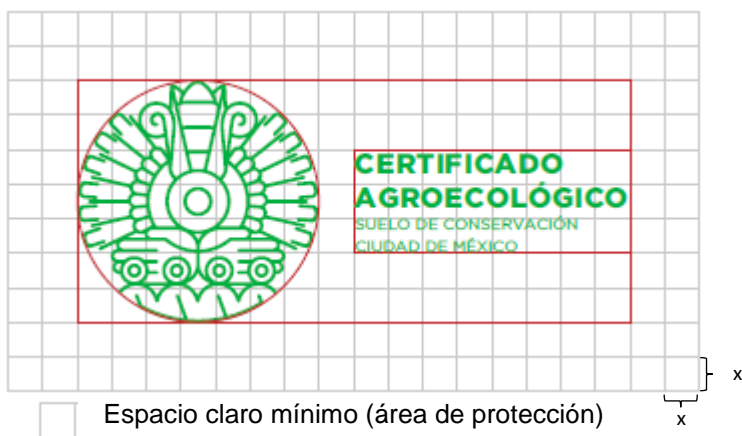 CERTIFICADO
AGROECOLÓGICO
SUELO DE CONSERVACIÓN
CIUDAD DE MÉXICO
x
x
Espacio claro mínimo (área de protección)